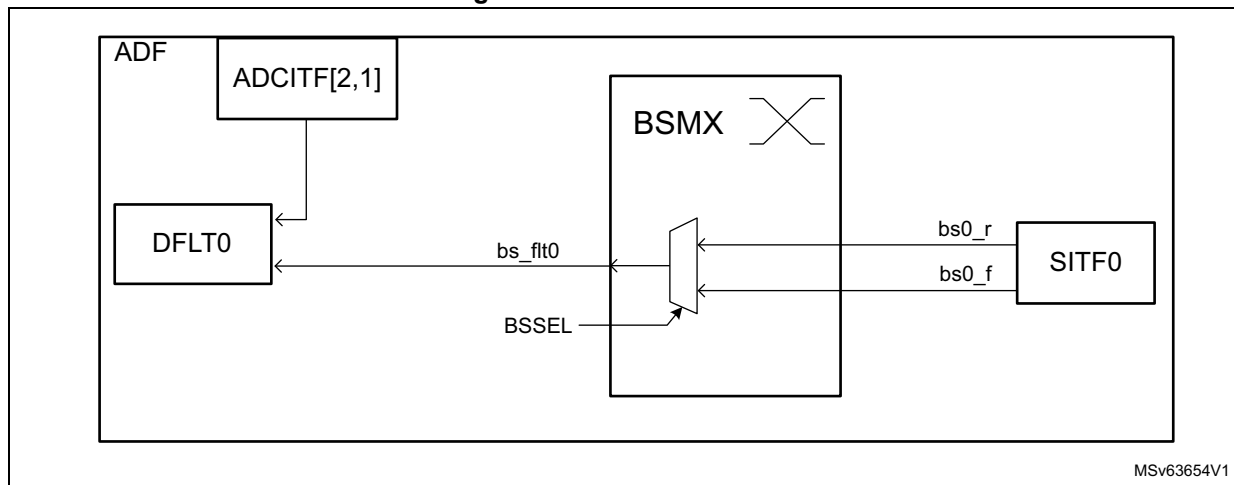 ADF
ADCITF[2,1]
BSMX
DFLT0
bs_flt0
bs0_r
bs0_f
SITF0
BSSEL
MSv63654V1